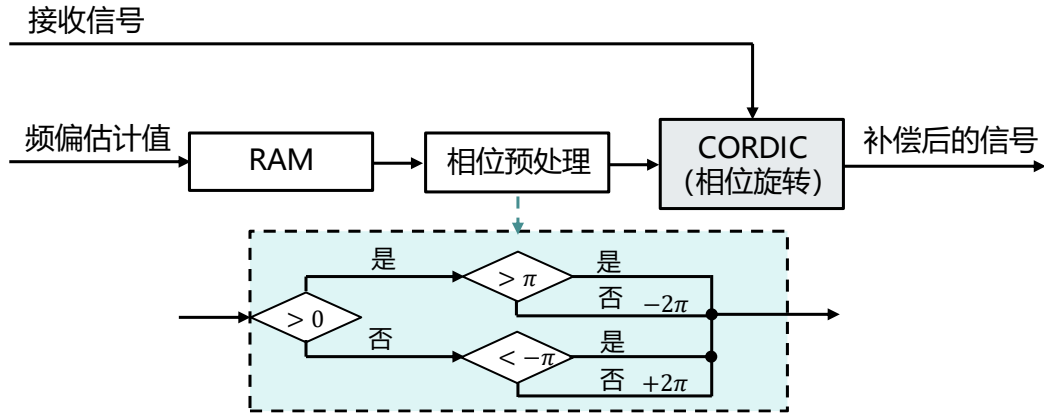 接收信号
频偏估计值
RAM
相位预处理
CORDIC
（相位旋转）
补偿后的信号
是
> π
是
否 −2π
> 0
否
< −π
是
否 +2π